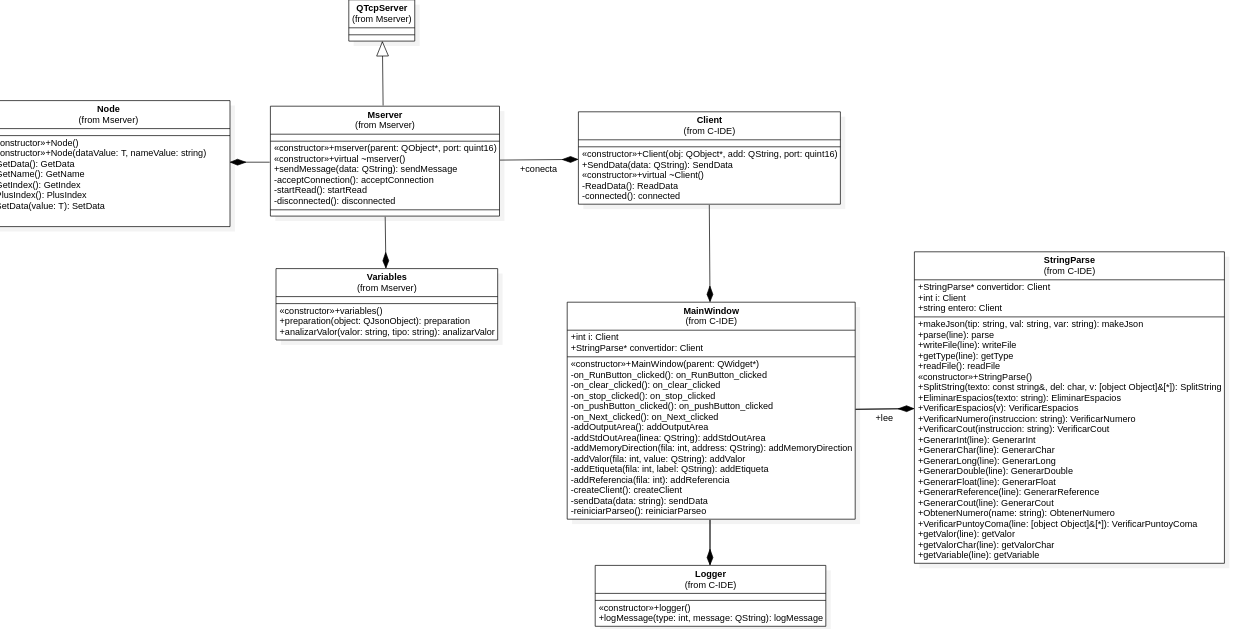 QTcpServer
(from Mserver)
Node
(from Mserver)
onstructor»+Node()
onstructor»+Node(dataValue: T, nameValue: string)
GetData(): GetData
GetName(): GetName
GetIndex(): GetIndex
PlusIndex(): PlusIndex
SetData(value: T): SetData
Mserver
(from Mserver)
«constructor»+mserver(parent: QObject*, port: quint16)
«constructor»+virtual ~mserver()
+sendMessage(data: QString): sendMessage
-acceptConnection(): acceptConnection
-startRead(): startRead
-disconnected(): disconnected
+conecta
Client
(from C-IDE)
«constructor»+Client(obj: QObject*, add: QString, port: quint16)
+SendData(data: QString): SendData
«constructor»+virtual ~Client()
-ReadData(): ReadData
-connected(): connected
Variables
(from Mserver)
«constructor»+variables()
+preparation(object: QJsonObject): preparation
+analizarValor(valor: string, tipo: string): analizarValor
MainWindow
(from C-IDE)
+int i: Client
+StringParse* convertidor: Client
«constructor»+MainWindow(parent: QWidget*)
-on_RunButton_clicked(): on_RunButton_clicked
-on_clear_clicked(): on_clear_clicked
-on_stop_clicked(): on_stop_clicked
-on_pushButton_clicked(): on_pushButton_clicked
-on_Next_clicked(): on_Next_clicked
-addOutputArea(): addOutputArea
-addStdOutArea(linea: QString): addStdOutArea
-addMemoryDirection(fila: int, address: QString): addMemoryDirection
-addValor(fila: int, value: QString): addValor
-addEtiqueta(fila: int, label: QString): addEtiqueta
-addReferencia(fila: int): addReferencia
-createClient(): createClient
-sendData(data: string): sendData
-reiniciarParseo(): reiniciarParseo
+lee
StringParse
(from C-IDE)
+StringParse* convertidor: Client
+int i: Client
+string entero: Client
+makeJson(tip: string, val: string, var: string): makeJson
+parse(line): parse
+writeFile(line): writeFile
+getType(line): getType
+readFile(): readFile
«constructor»+StringParse()
+SplitString(texto: const string&, del: char, v: [object Object]&[*]): SplitString
+EliminarEspacios(texto: string): EliminarEspacios
+VerificarEspacios(v): VerificarEspacios
+VerificarNumero(instruccion: string): VerificarNumero
+VerificarCout(instruccion: string): VerificarCout
+GenerarInt(line): GenerarInt
+GenerarChar(line): GenerarChar
+GenerarLong(line): GenerarLong
+GenerarDouble(line): GenerarDouble
+GenerarFloat(line): GenerarFloat
+GenerarReference(line): GenerarReference
+GenerarCout(line): GenerarCout
+ObtenerNumero(name: string): ObtenerNumero
+VerificarPuntoyComa(line: [object Object]&[*]): VerificarPuntoyComa
+getValor(line): getValor
+getValorChar(line): getValorChar
+getVariable(line): getVariable
Logger
(from C-IDE)
«constructor»+logger()
+logMessage(type: int, message: QString): logMessage